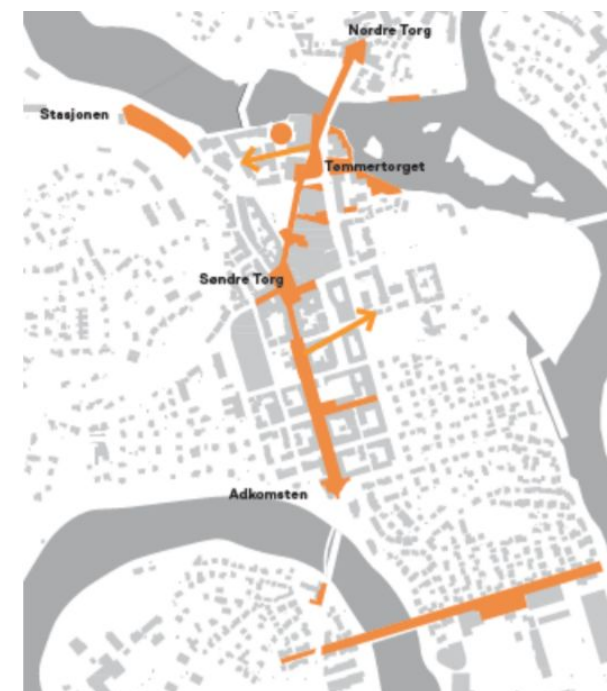 Nordre Torg
Stasjonen
Tømmertorget
Søndre Torg
Adkomsten